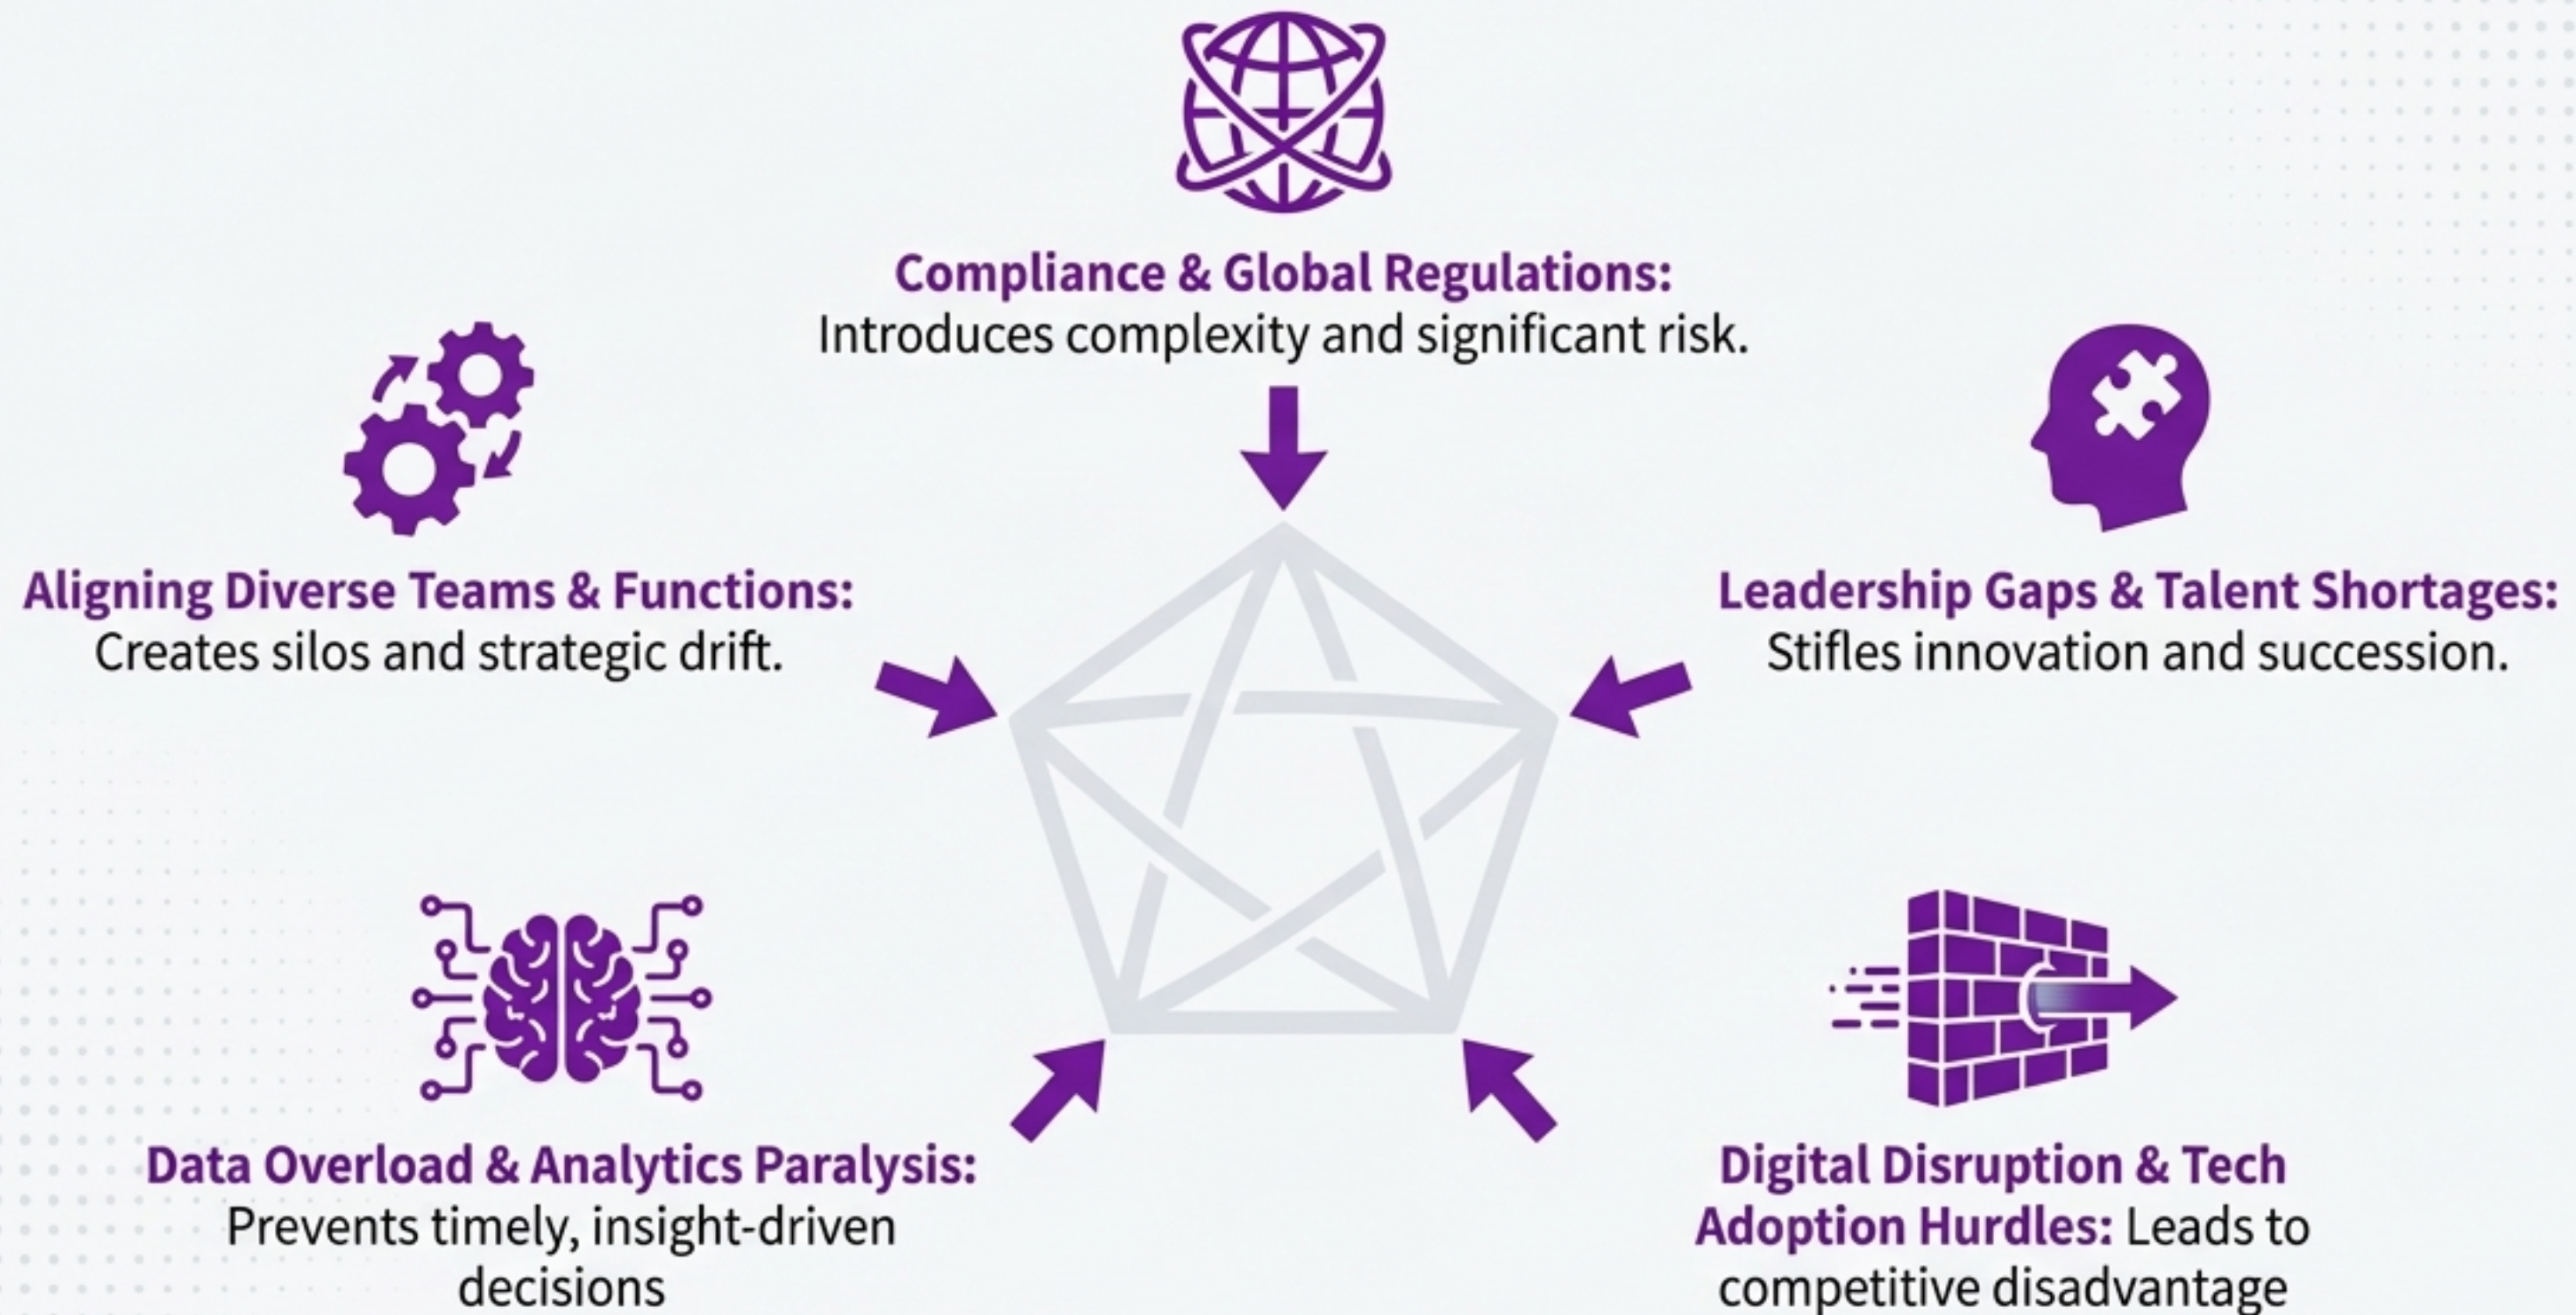 Compliance & Global Regulations:
Introduces complexity and significant risk.
Aligning Diverse Teams & Functions:
Creates silos and strategic drift.
Leadership Gaps & Talent Shortages:
Stifles innovation and succession.
Data Overload & Analytics Paralysis:
Prevents timely, insight-driven
decisions
Digital Disruption & Tech
Adoption Hurdles: Leads to
competitive disadvantage